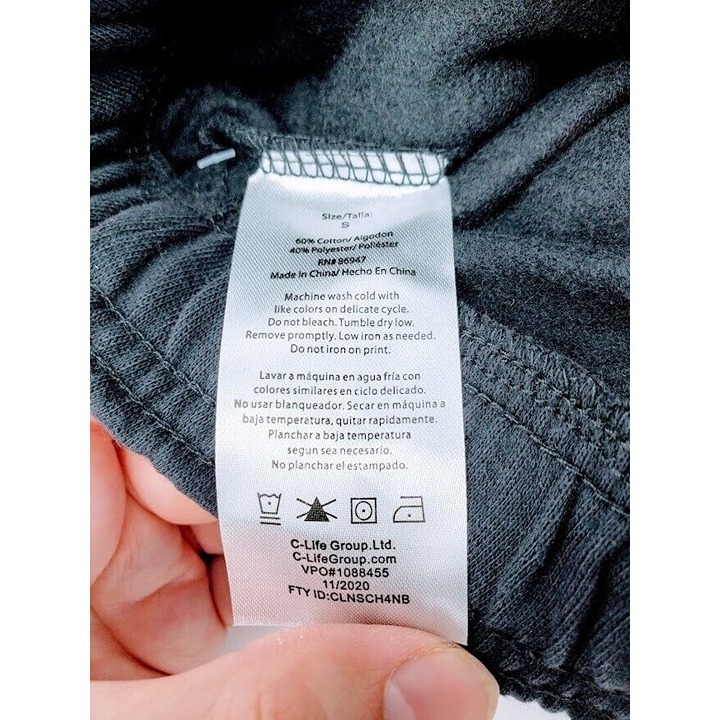 Size/Talla:
S
60% Cotton/ Algodon
40% Polyester/ Poliéster
RN# 86947
Made in China/ Hecho En China
Machine wash cold with
like colors on delicate cycle.
Do not bleach. Tumble dry low.
Remove promptly. Low iron as needed.
Do not iron on print.
Lavar a máquina en agua fría con
colores similares en ciclo delicado.
No usar blanqueador. Secar en máquina a
baja temperatura, quitar rapidamente.
Planchar a baja temperatura
segun sea necesario.
No planchar el estampado.
C-Life Group.Ltd.
C-LifeGroup.com
VPO#1088455
11/2020
FTY ID:CLNSCH4NB